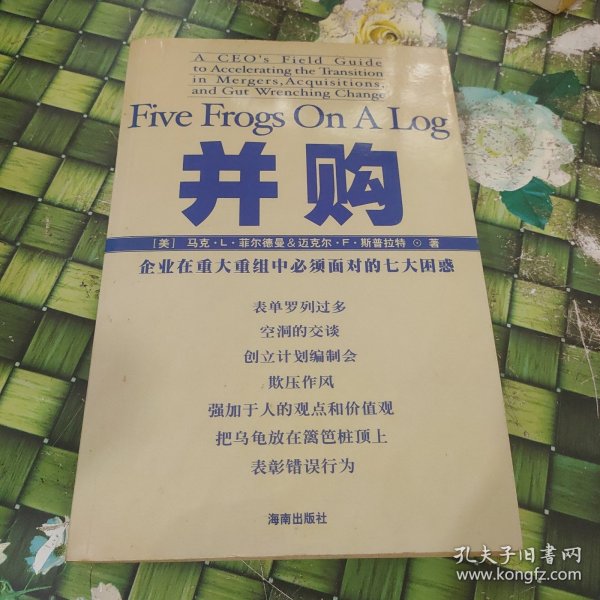 A CEO's Field Guide
to Accelerating the Transition
in Mergers, Acquisitions,
and Gut Wrenching Change
Five Frogs On A Log
并购
[美] 马克·L·菲尔德曼&迈克尔·F·斯普拉特 ⊙ 著
企业在重大重组中必须面对的七大困惑
表单罗列过多
空洞的交谈
创立计划编制会
欺压作风
强加于人的观点和价值观
把乌龟放在篱笆桩顶上
表彰错误行为
海南出版社
孔夫子旧书网
www.kongfz.com